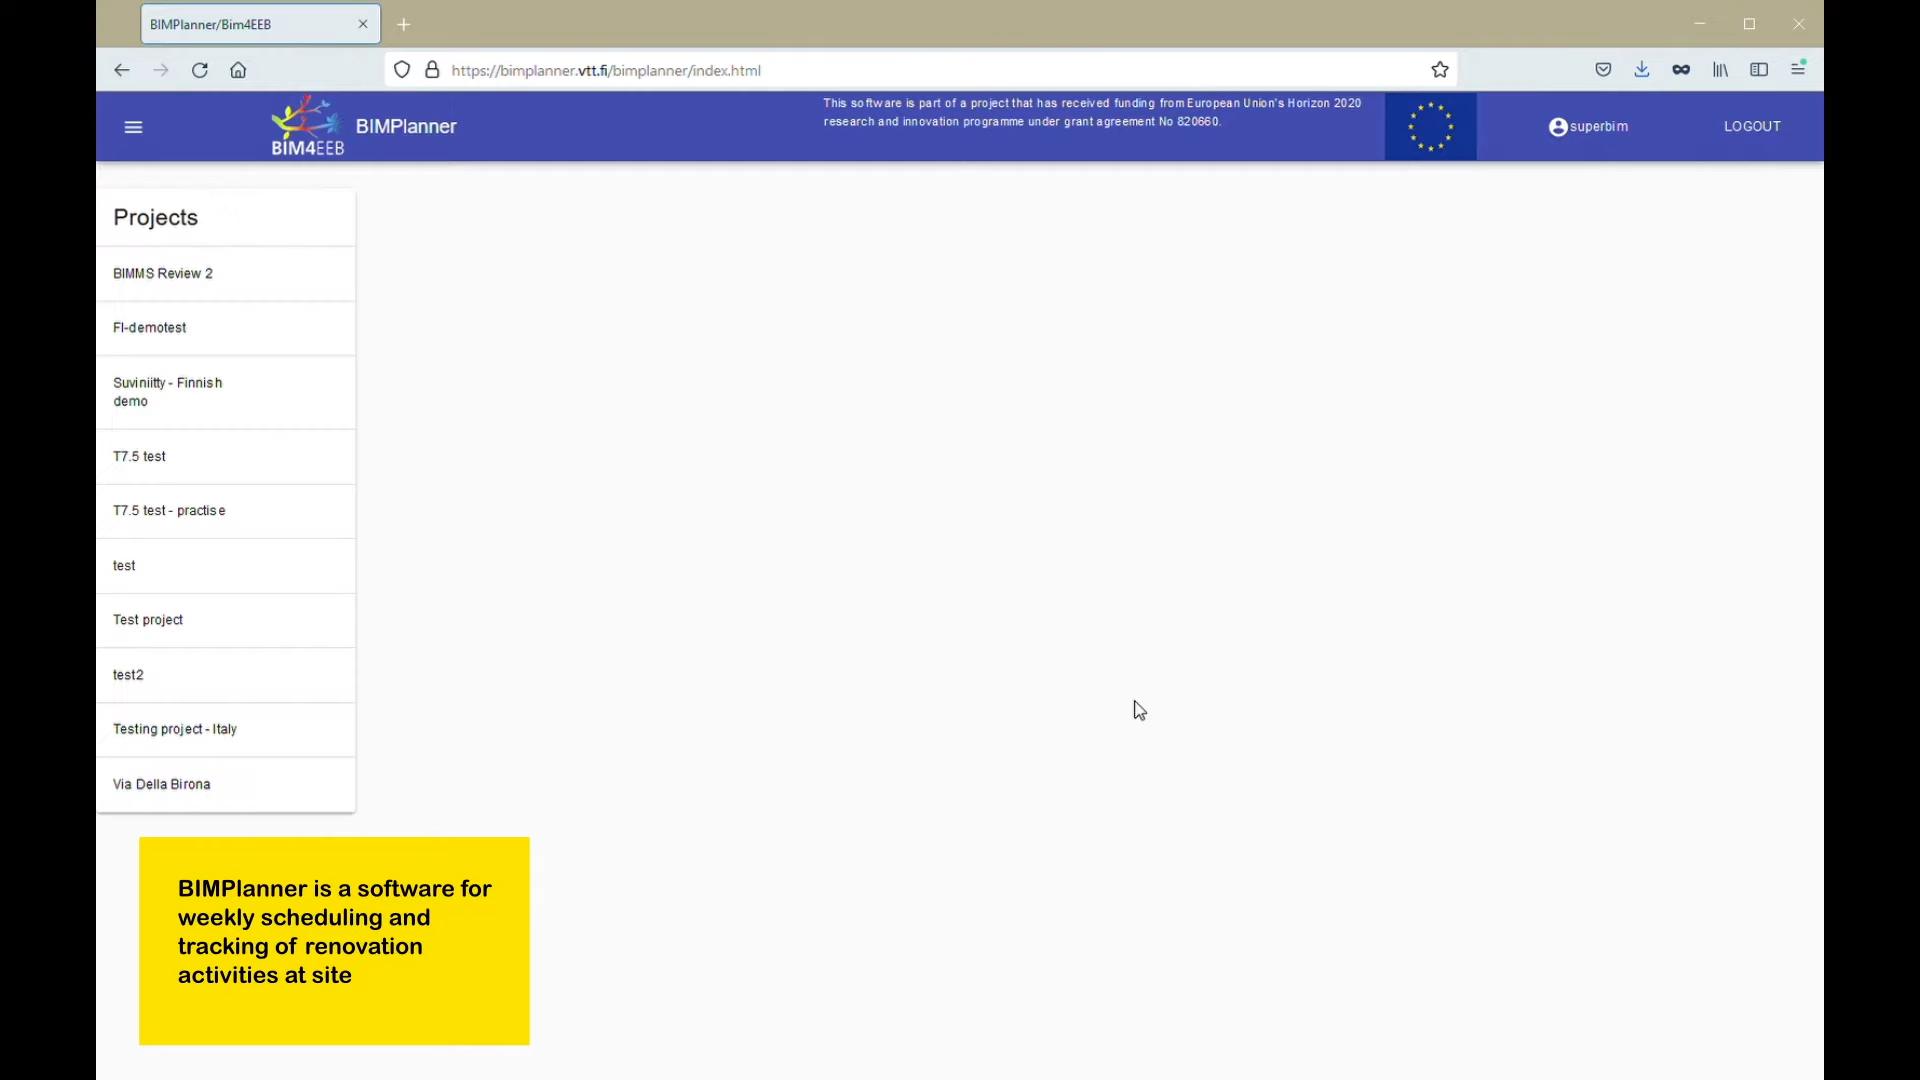 BIMPlanner/Bim4EEB
https://bimplanner.vtt.fi/bimplanner/index.html
BIM4EEB
BIMPlanner
This software is part of a project that has received funding from European Union's Horizon 2020
research and innovation programme under grant agreement No 820660.
superbim
LOGOUT
Projects
BIMMS Review 2
FI-demotest
Suviniitty - Finnish
demo
T7.5 test
T7.5 test - practise
test
Test project
test2
Testing project - Italy
Via Della Birona
BIMPlanner is a software for
weekly scheduling and
tracking of renovation
activities at site